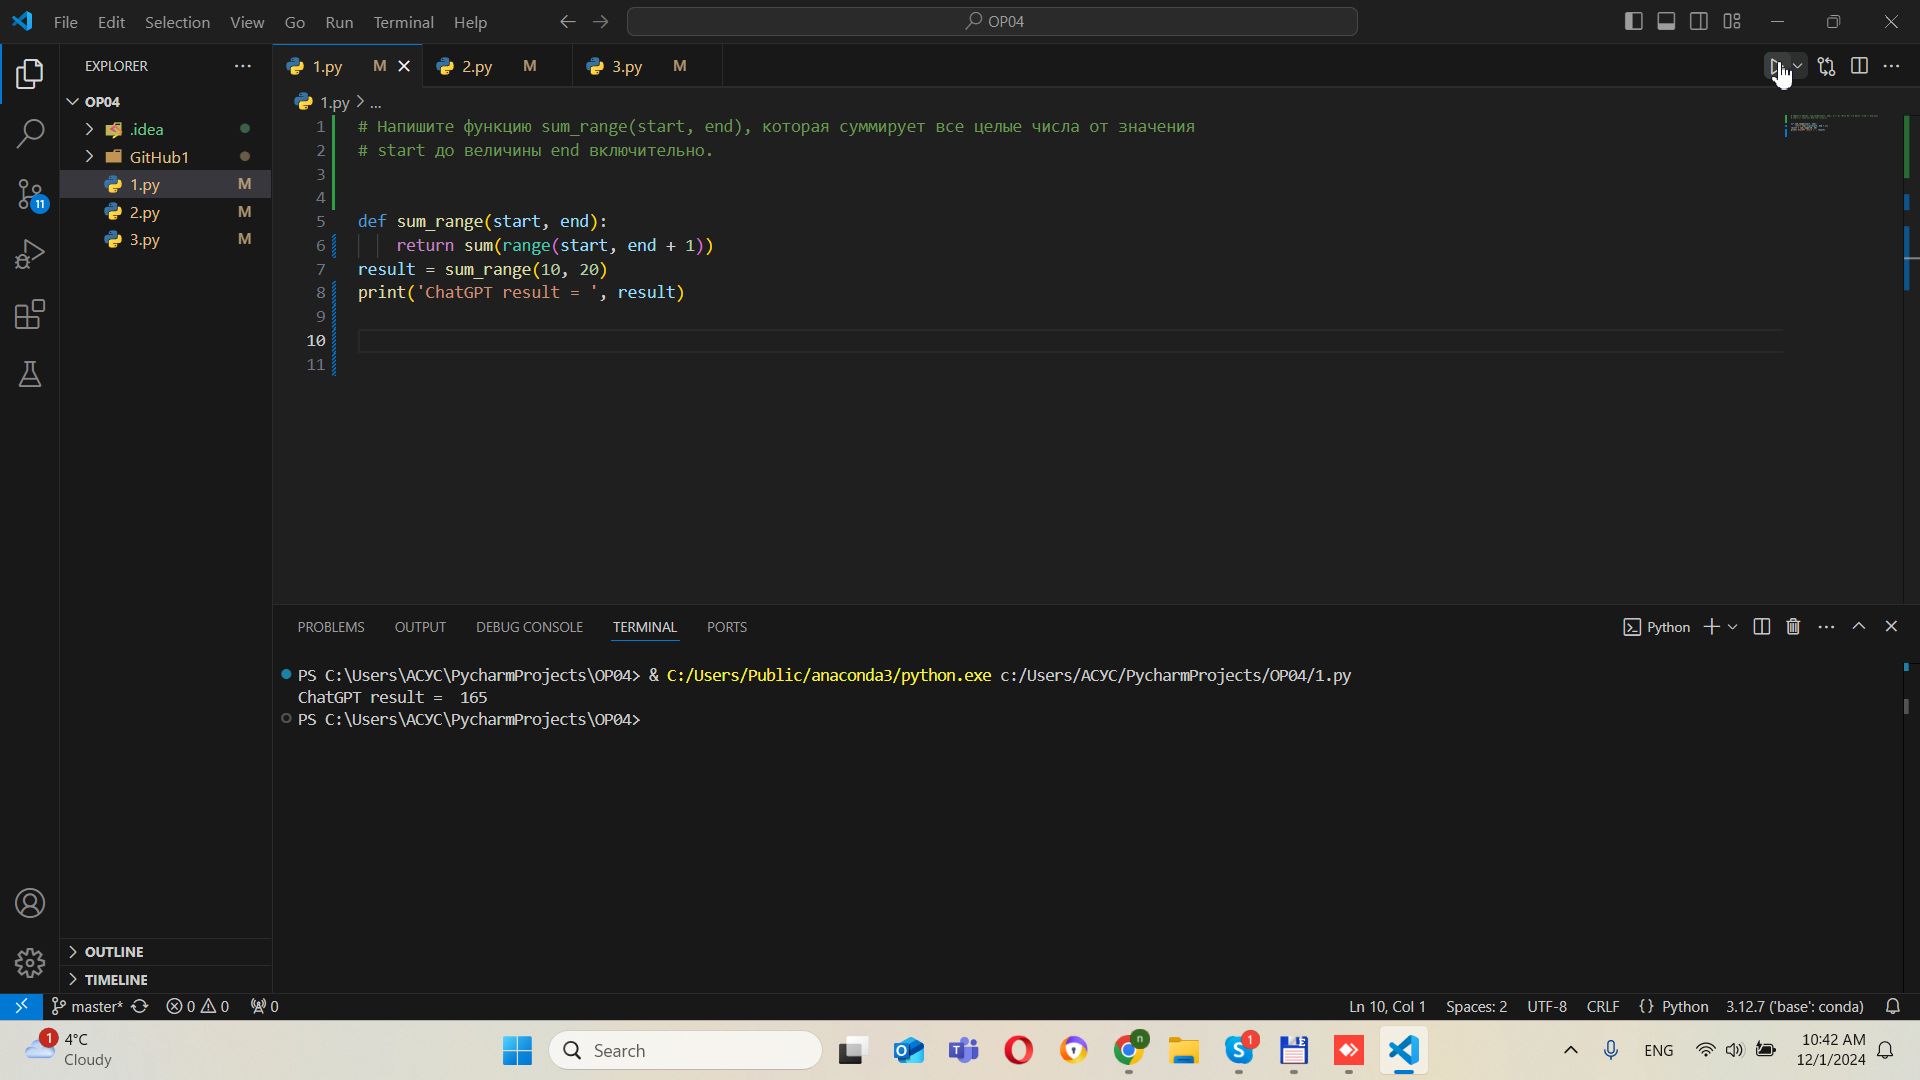 File Edit Selection View Go Run Terminal Help
OP04
EXPLORER
OP04
.idea
GitHub1
1.py M
2.py M
3.py M
OUTLINE
TIMELINE
1.py M 2.py M 3.py M
1.py > ...
1 # Напишите функцию sum_range(start, end), которая суммирует все целые числа от значения
2 # start до величины end включительно.
3
4
5 def sum_range(start, end):
6 return sum(range(start, end + 1))
7 result = sum_range(10, 20)
8 print('ChatGPT result = ', result)
9
10
11
11
PROBLEMS OUTPUT DEBUG CONSOLE TERMINAL PORTS
Python
PS C:\Users\АСУС\PycharmProjects\OP04> & C:/Users/Public/anaconda3/python.exe c:/Users/АСУС/PycharmProjects/OP04/1.py
ChatGPT result =  165
PS C:\Users\АСУС\PycharmProjects\OP04>
master* 0 0 0
Ln 10, Col 1 Spaces: 2 UTF-8 CRLF {} Python 3.12.7 ('base': conda)
1
4°C
Cloudy
Search
n
1
ENG
10:42 AM
12/1/2024